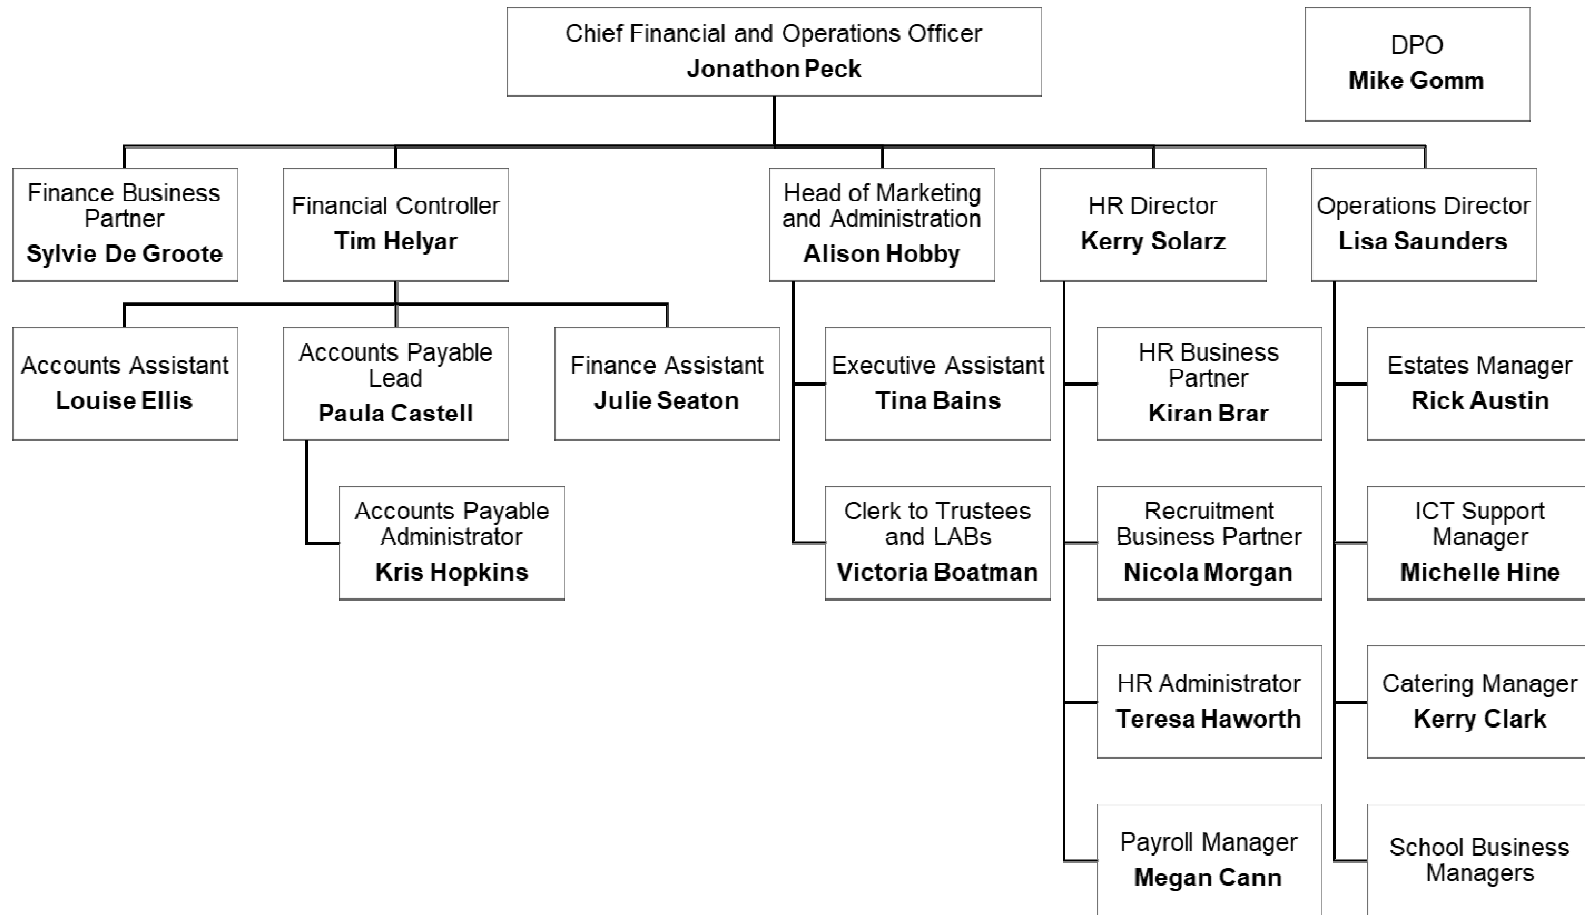 Chief Financial and Operations Officer
Jonathon Peck
DPO
Mike Gomm
Finance Business
Partner
Sylvie De Groote
Financial Controller
Tim Helyar
Head of Marketing
and Administration
Alison Hobby
HR Director
Kerry Solarz
Operations Director
Lisa Saunders
Accounts Assistant
Louise Ellis
Accounts Payable
Lead
Paula Castell
Finance Assistant
Julie Seaton
Executive Assistant
Tina Bains
HR Business
Partner
Kiran Brar
Estates Manager
Rick Austin
Accounts Payable
Administrator
Kris Hopkins
Clerk to Trustees
and LABs
Victoria Boatman
Recruitment
Business Partner
Nicola Morgan
ICT Support
Manager
Michelle Hine
HR Administrator
Teresa Haworth
Catering Manager
Kerry Clark
Payroll Manager
Megan Cann
School Business
Managers